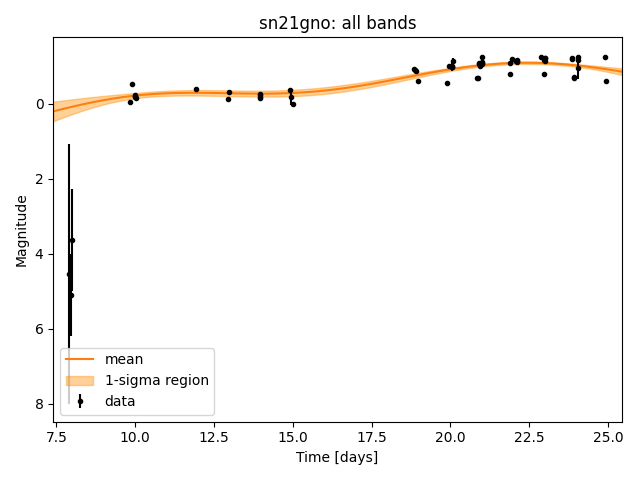 sn21gno: all bands
Magnitude
0
2
4
6
8
mean
1-sigma region
data
7.5 10.0 12.5 15.0 17.5 20.0 22.5 25.0
Time [days]